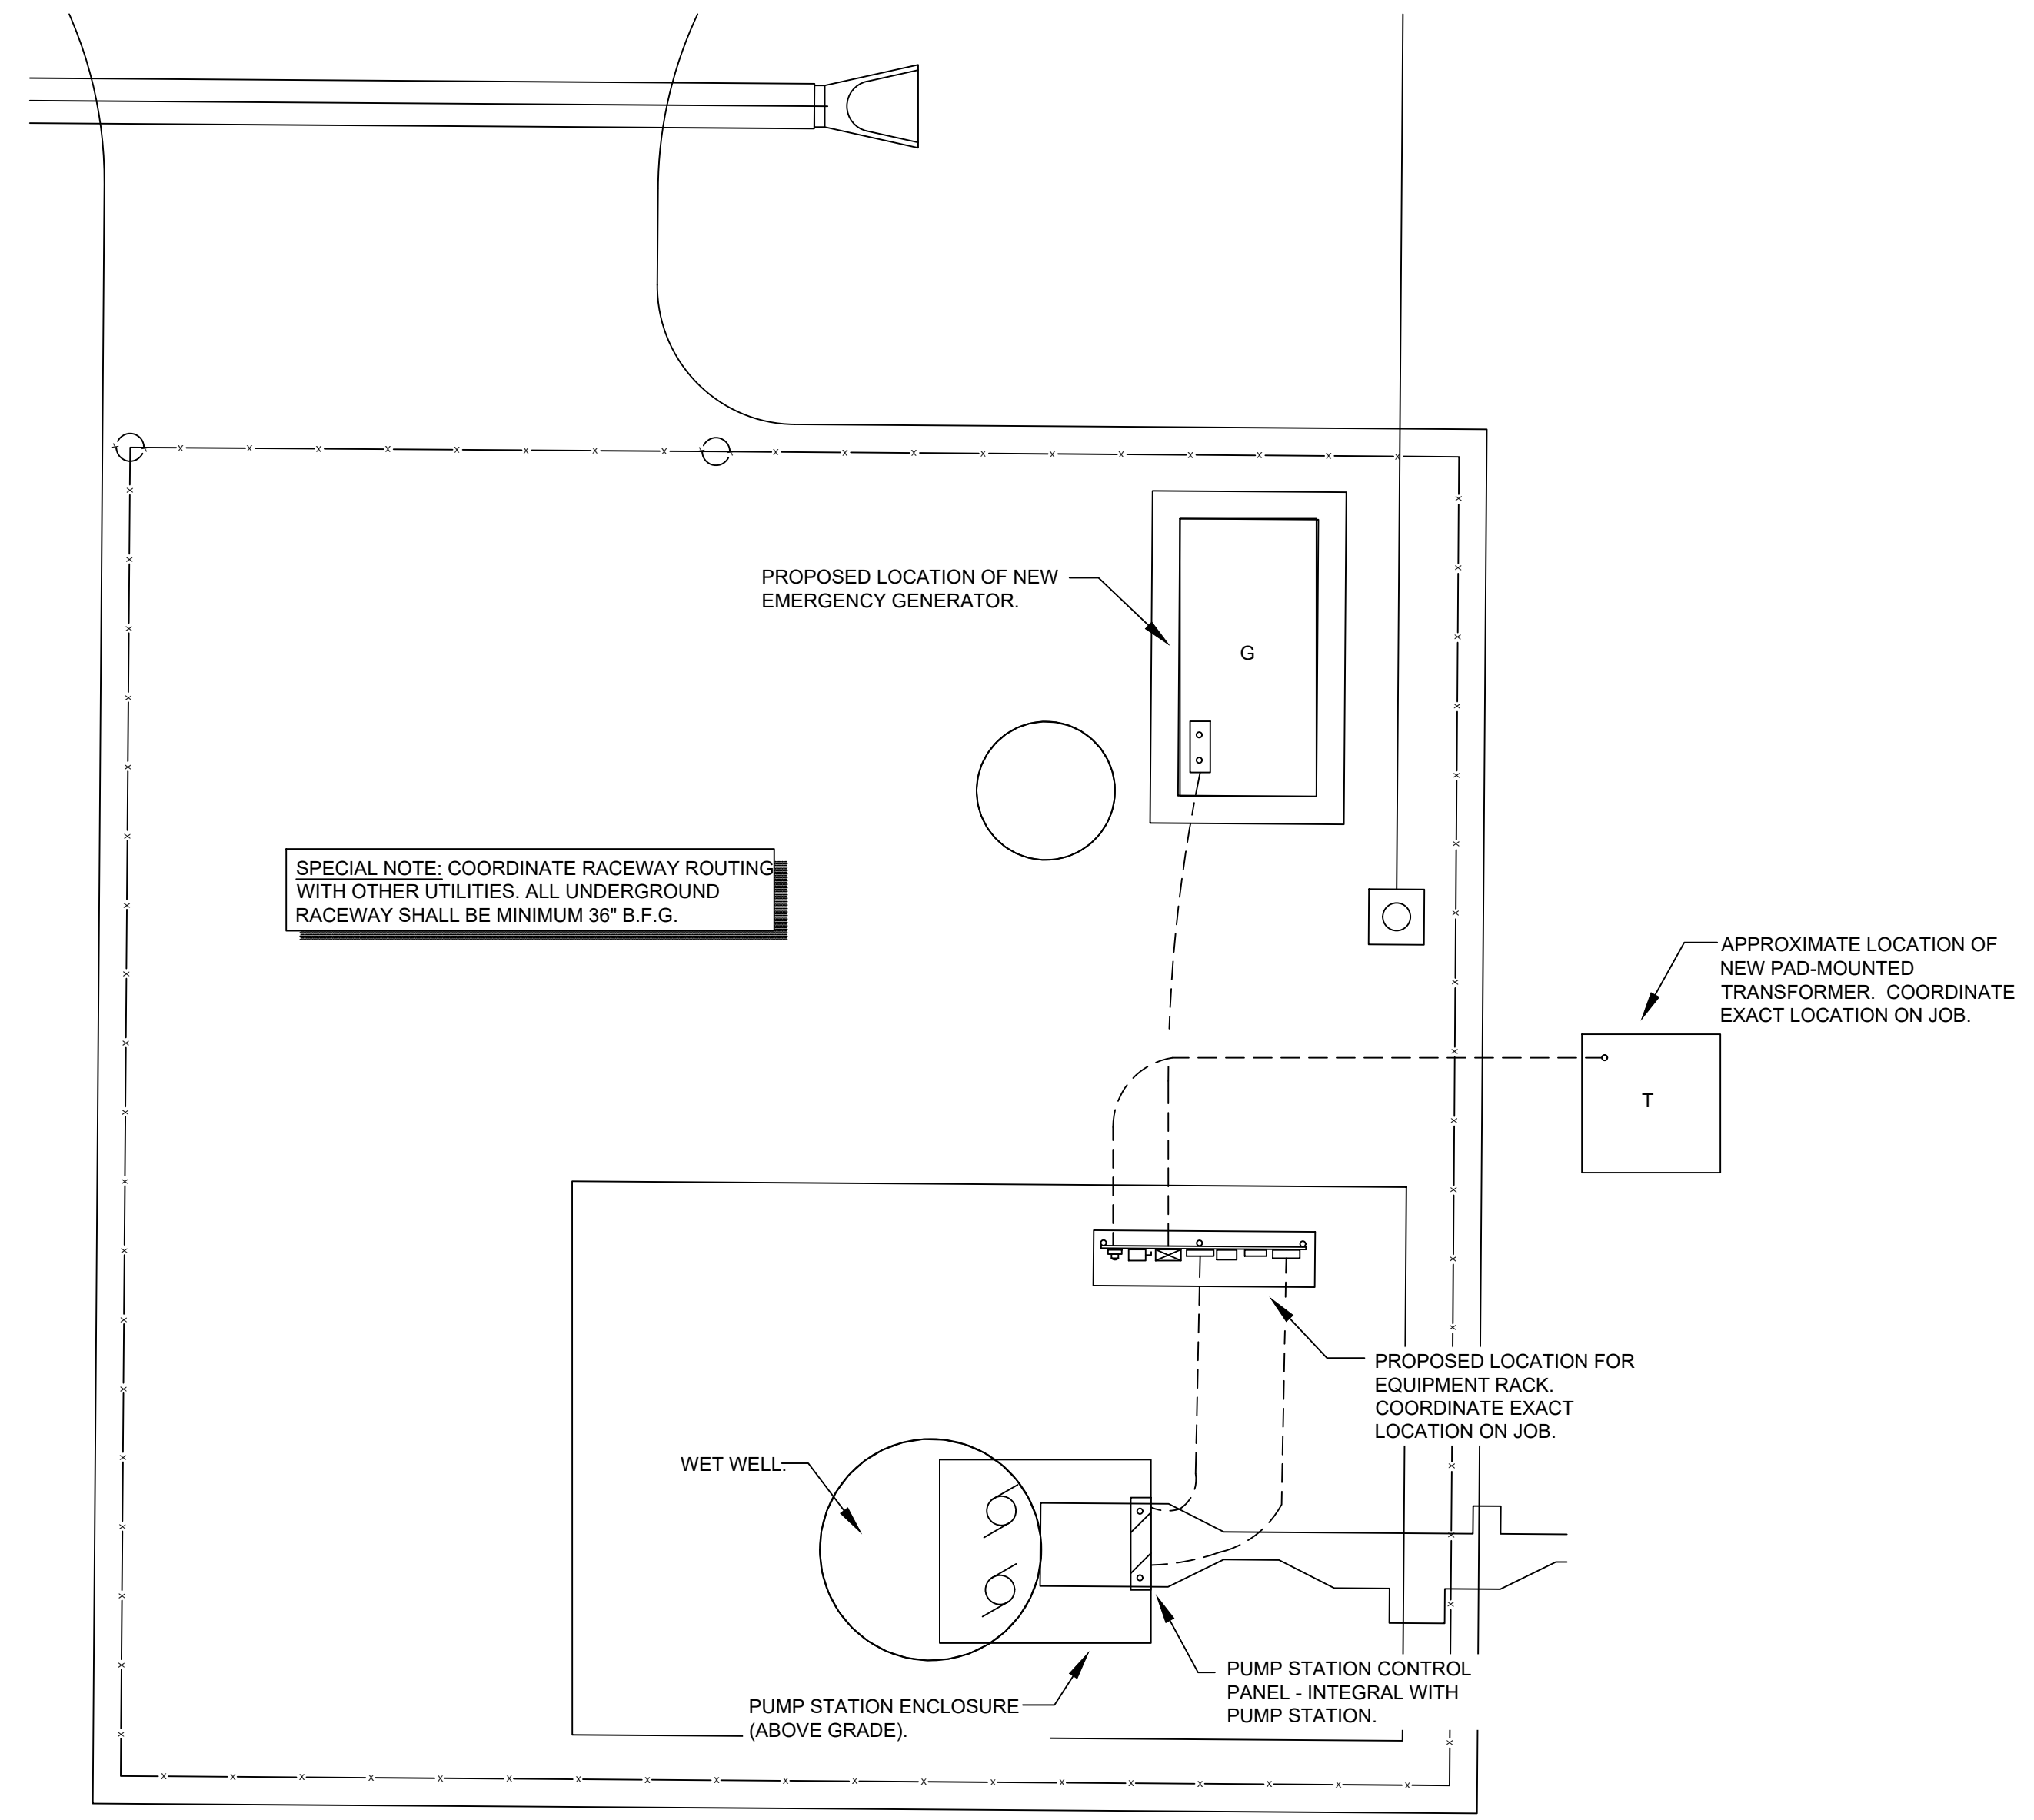 PROPOSED LOCATION OF NEW
EMERGENCY GENERATOR.
G
SPECIAL NOTE: COORDINATE RACEWAY ROUTING
WITH OTHER UTILITIES. ALL UNDERGROUND
RACEWAY SHALL BE MINIMUM 36" B.F.G.
APPROXIMATE LOCATION OF
NEW PAD-MOUNTED
TRANSFORMER. COORDINATE
EXACT LOCATION ON JOB.
T
PROPOSED LOCATION FOR
EQUIPMENT RACK.
COORDINATE EXACT
LOCATION ON JOB.
WET WELL.
PUMP STATION CONTROL
PANEL - INTEGRAL WITH
PUMP STATION.
PUMP STATION ENCLOSURE
(ABOVE GRADE).